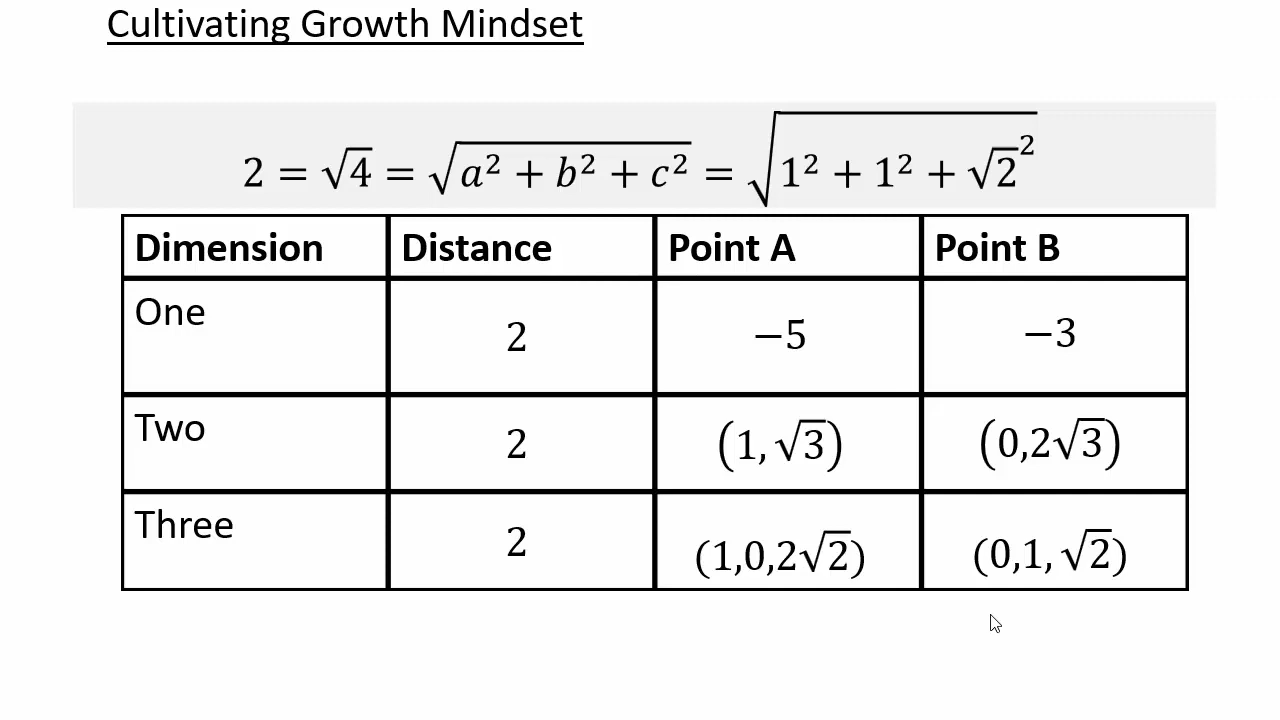 Cultivating Growth Mindset
2 = √4 = √(a² + b² + c²) = √(1² + 1² + √2²)
Dimension Distance Point A Point B
One 2 −5 −3
Two 2 (1, √3) (0,2√3)
Three 2 (1,0,2√2) (0,1, √2)